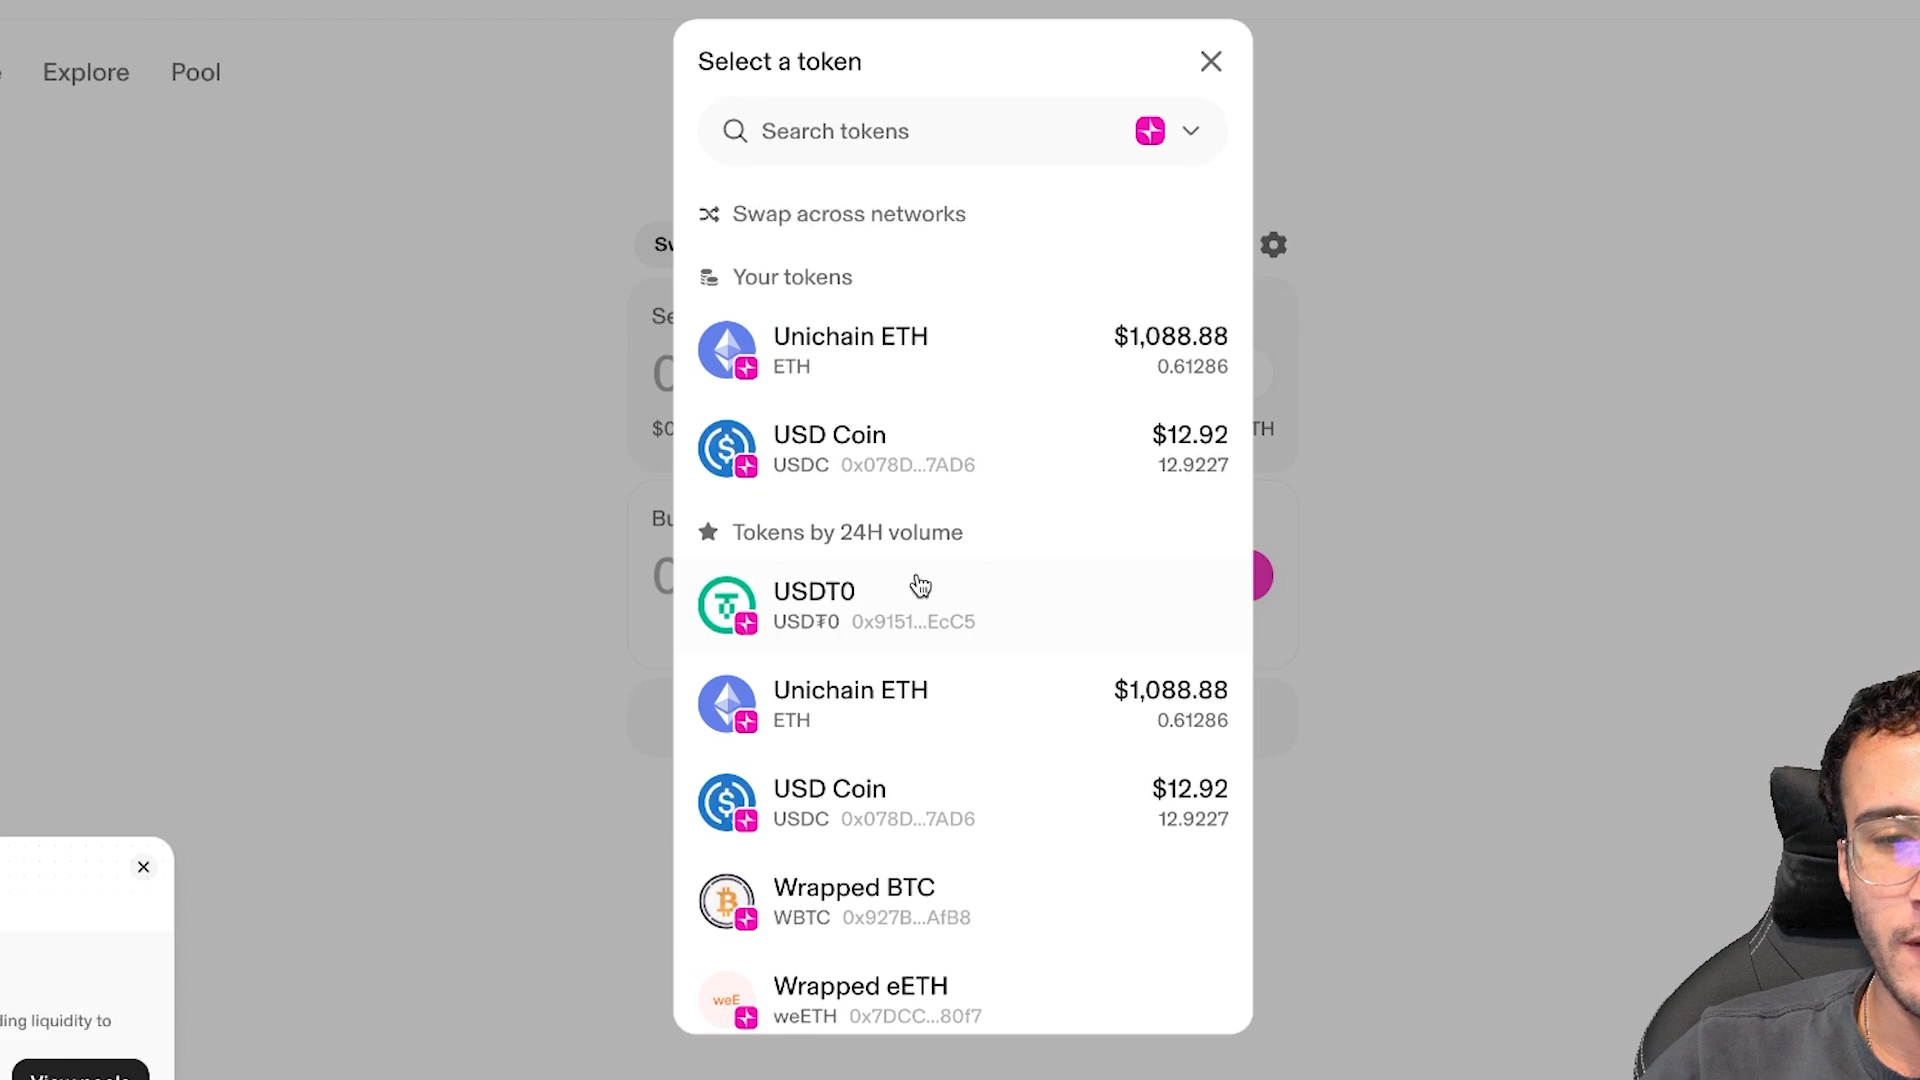 Explore Pool
Select a token
Search tokens
Swap across networks
Your tokens
Unichain ETH $1,088.88
ETH 0.61286
USD Coin $12.92
USDC 0x078D...7AD6 12.9227
Tokens by 24H volume
USDT0
USD₮0 0x9151...EcC5
Unichain ETH $1,088.88
ETH 0.61286
USD Coin $12.92
USDC 0x078D...7AD6 12.9227
Wrapped BTC
WBTC 0x927B...AfB8
Wrapped eETH
weE
weETH 0x7DCC...80f7
liquidity to